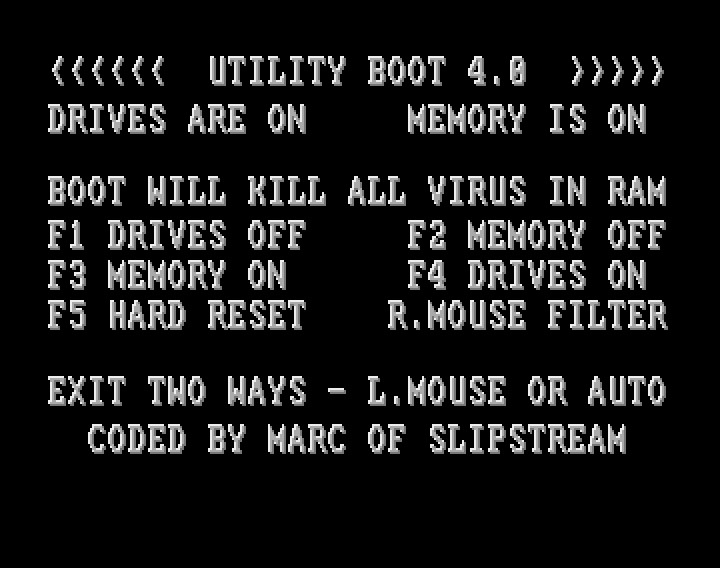 <<<<<< UTILITY BOOT 4.0 >>>>>
DRIVES ARE ON MEMORY IS ON
BOOT WILL KILL ALL VIRUS IN RAM
F1 DRIVES OFF F2 MEMORY OFF
F3 MEMORY ON F4 DRIVES ON
F5 HARD RESET R.MOUSE FILTER
EXIT TWO WAYS - L.MOUSE OR AUTO
CODED BY MARC OF SLIPSTREAM